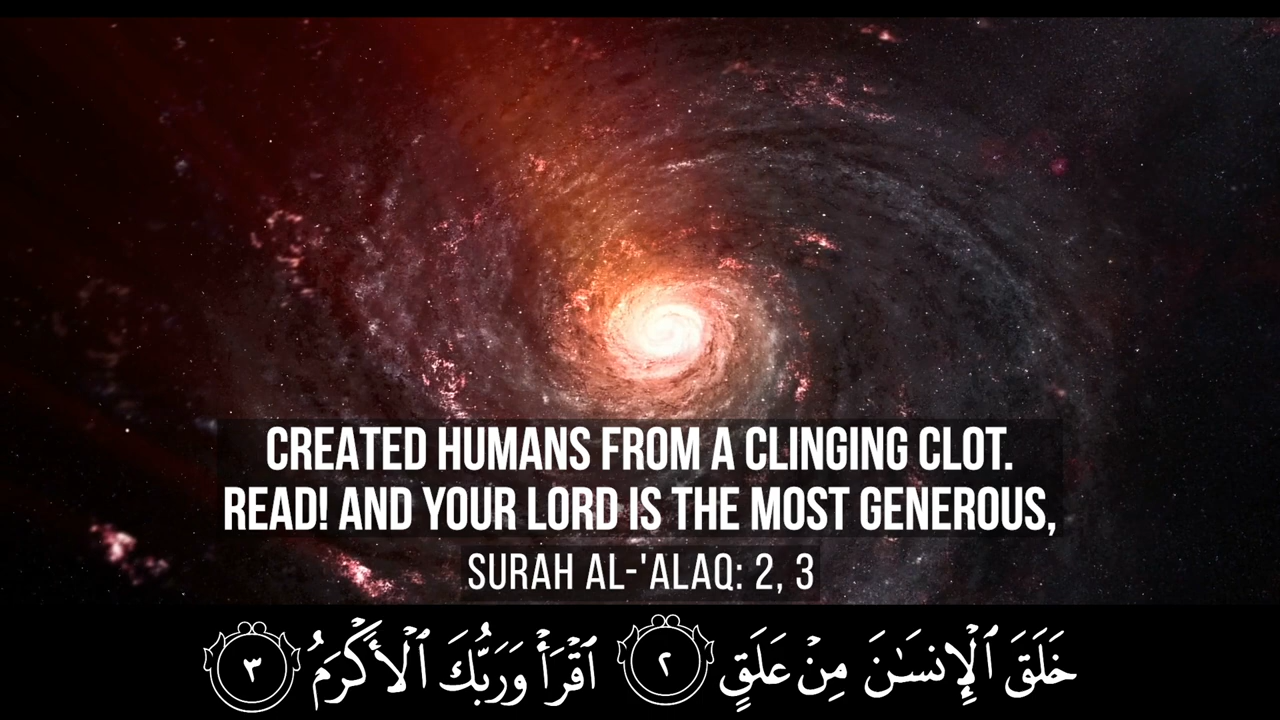 CREATED HUMANS FROM A CLINGING CLOT.
READ! AND YOUR LORD IS THE MOST GENEROUS,
SURAH AL-'ALAQ: 2, 3
خَلَقَ ٱلْإِنسَـٰنَ مِنْ عَلَقٍ ٢ ٱقْرَأْ وَرَبُّكَ ٱلْأَكْرَمُ ٣